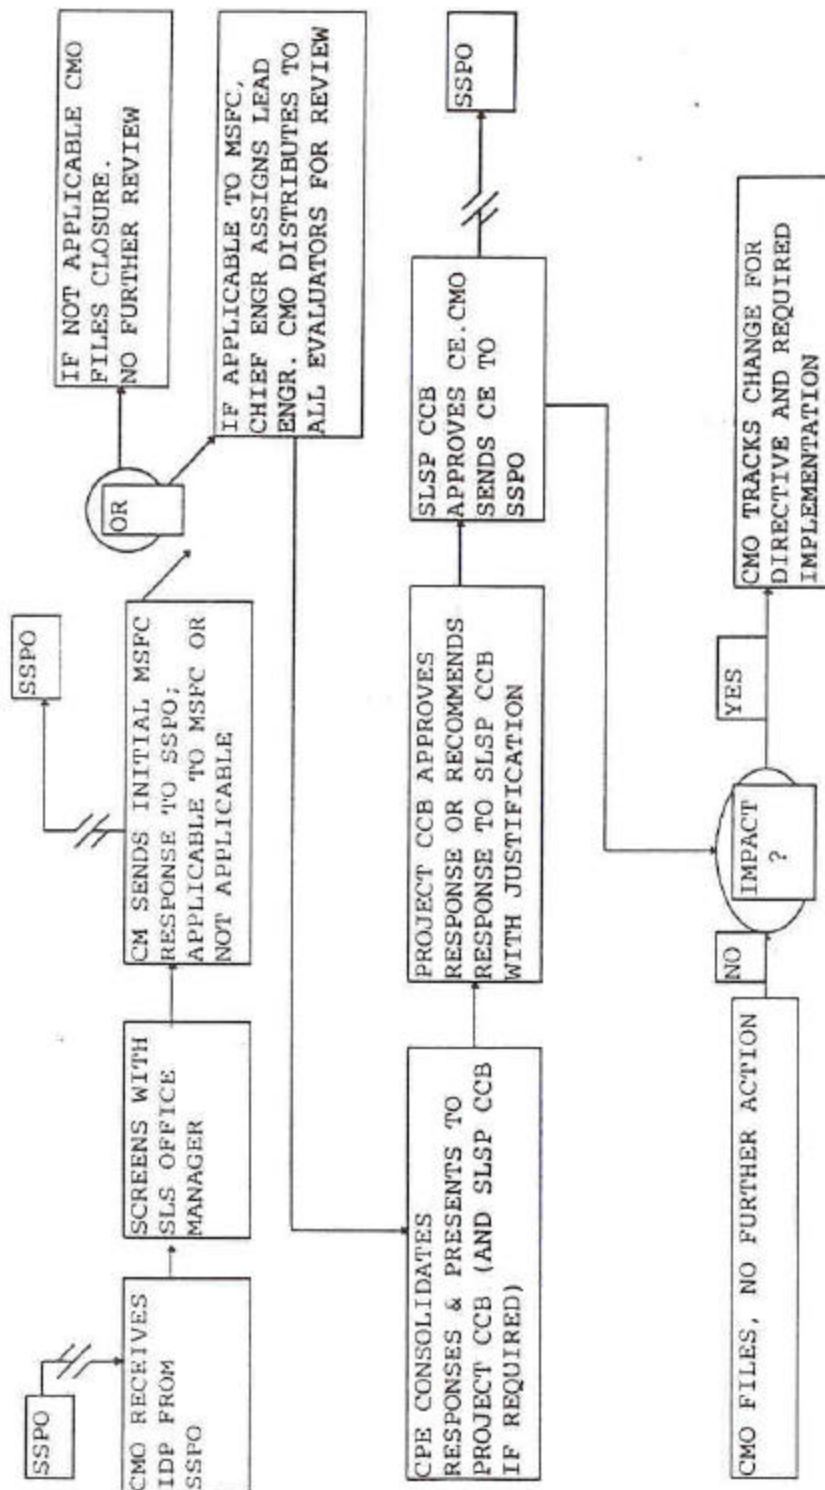 SSPO
CMO RECEIVES
IDP FROM
SSPO
SCREENS WITH
SLS OFFICE
MANAGER
SSPO
CM SENDS INITIAL MSFC
RESPONSE TO SSPO;
APPLICABLE TO MSFC OR
NOT APPLICABLE
OR
IF NOT APPLICABLE CMO
FILES CLOSURE.
NO FURTHER REVIEW
IF APPLICABLE TO MSFC,
CHIEF ENGR ASSIGNS LEAD
ENGR. CMO DISTRIBUTES TO
ALL EVALUATORS FOR REVIEW
CPE CONSOLIDATES
RESPONSES & PRESENTS TO
PROJECT CCB (AND SLSP CCB
IF REQUIRED)
PROJECT CCB APPROVES
RESPONSE OR RECOMMENDS
RESPONSE TO SLSP CCB
WITH JUSTIFICATION
SLSP CCB
APPROVES CE.CMO
SENDS CE TO
SSPO
SSPO
CMO FILES, NO FURTHER ACTION
NO
IMPACT
?
YES
CMO TRACKS CHANGE FOR
DIRECTIVE AND REQUIRED
IMPLEMENTATION